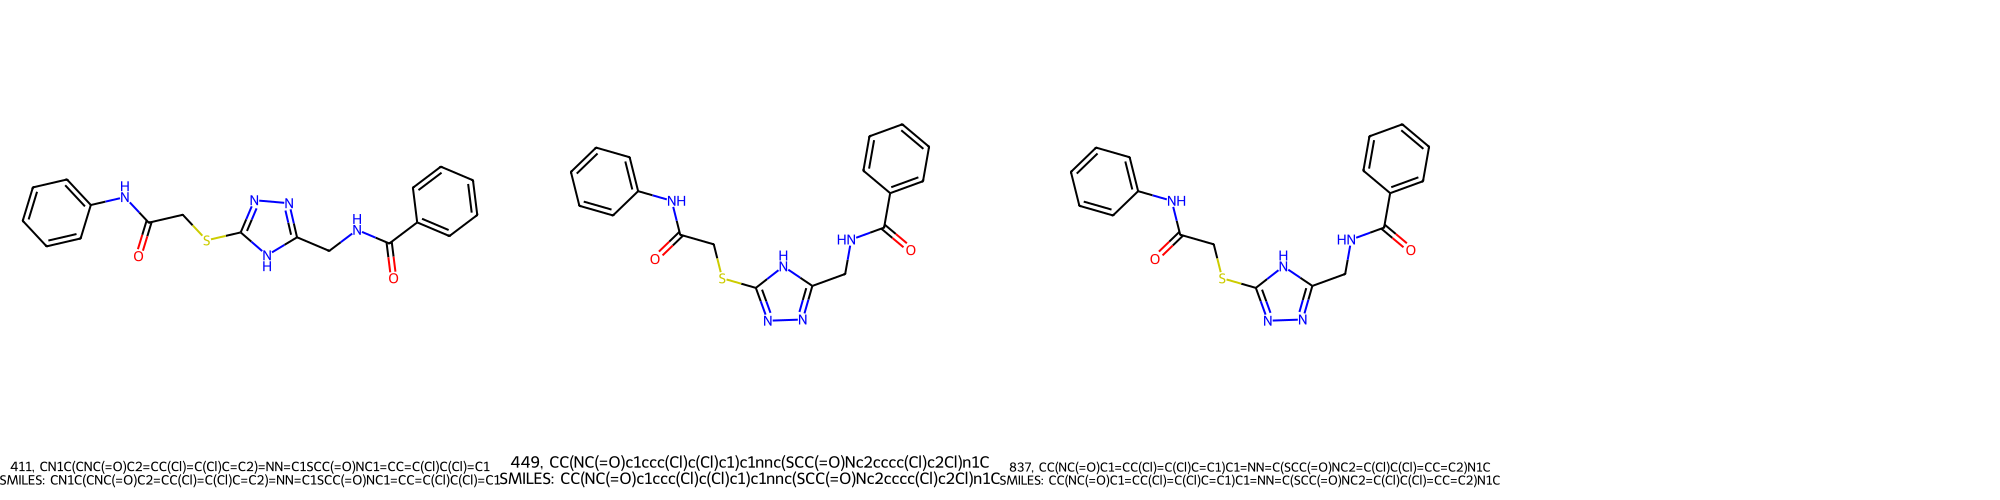 H
N
O
S
N
N
N
H
H
N
O
NH
O
S
H
N
N
N
HN
O
NH
O
S
H
N
N
N
HN
O
411, CN1C(CNC(=O)C2=CC(Cl)=C(Cl)C=C2)=NN=C1SCC(=O)NC1=CC=C(Cl)C(Cl)=C1
SMILES: CN1C(CNC(=O)C2=CC(Cl)=C(Cl)C=C2)=NN=C1SCC(=O)NC1=CC=C(Cl)C(Cl)=C1
449, CC(NC(=O)c1ccc(Cl)c(Cl)c1)c1nnc(SCC(=O)Nc2cccc(Cl)c2Cl)n1C
SMILES: CC(NC(=O)c1ccc(Cl)c(Cl)c1)c1nnc(SCC(=O)Nc2cccc(Cl)c2Cl)n1C
837, CC(NC(=O)C1=CC(Cl)=C(Cl)C=C1)C1=NN=C(SCC(=O)NC2=C(Cl)C(Cl)=CC=C2)N1C
SMILES: CC(NC(=O)C1=CC(Cl)=C(Cl)C=C1)C1=NN=C(SCC(=O)NC2=C(Cl)C(Cl)=CC=C2)N1C